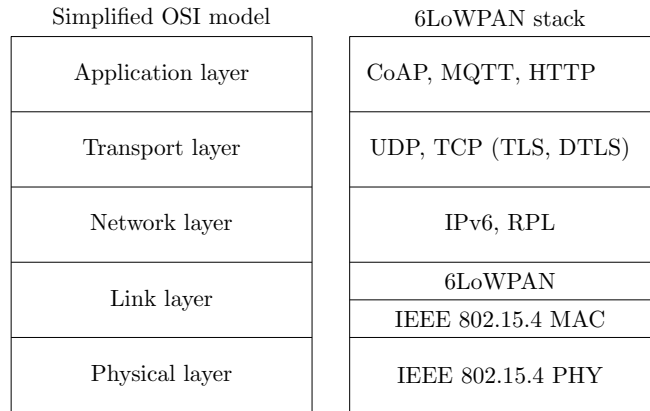 Simplified OSI model
6LoWPAN stack
Application layer
CoAP, MQTT, HTTP
Transport layer
UDP, TCP (TLS, DTLS)
Network layer
IPv6, RPL
Link layer
6LoWPAN
IEEE 802.15.4 MAC
Physical layer
IEEE 802.15.4 PHY